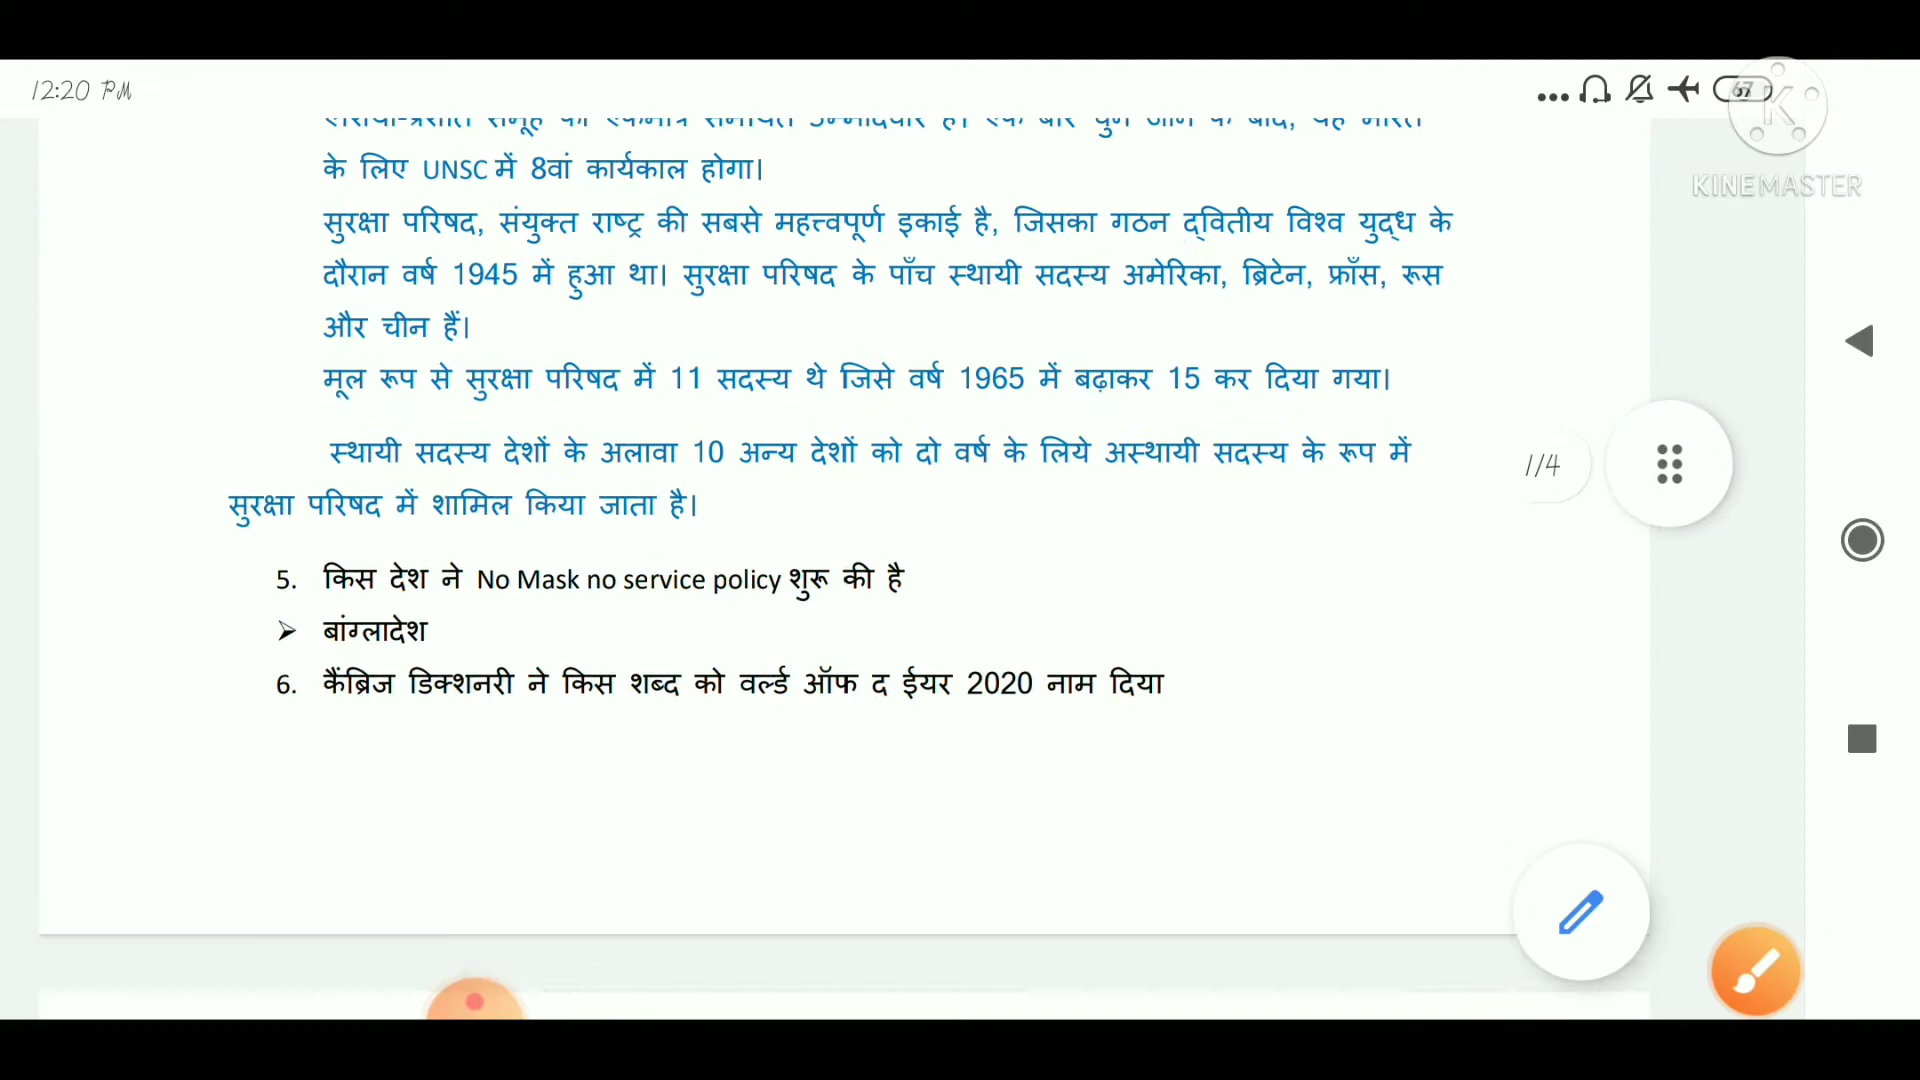 12:20 PM
67
KINEMASTER
के लिए UNSC में 8वां कार्यकाल होगा।
सुरक्षा परिषद, संयुक्त राष्ट्र की सबसे महत्त्वपूर्ण इकाई है, जिसका गठन द्वितीय विश्व युद्ध के
दौरान वर्ष 1945 में हुआ था। सुरक्षा परिषद के पाँच स्थायी सदस्य अमेरिका, ब्रिटेन, फ्राँस, रूस
और चीन हैं।
मूल रूप से सुरक्षा परिषद में 11 सदस्य थे जिसे वर्ष 1965 में बढ़ाकर 15 कर दिया गया।
स्थायी सदस्य देशों के अलावा 10 अन्य देशों को दो वर्ष के लिये अस्थायी सदस्य के रूप में
1/4
सुरक्षा परिषद में शामिल किया जाता है।
5. किस देश ने No Mask no service policy शुरू की है
➢ बांग्लादेश
6. कैंब्रिज डिक्शनरी ने किस शब्द को वर्ल्ड ऑफ द ईयर 2020 नाम दिया